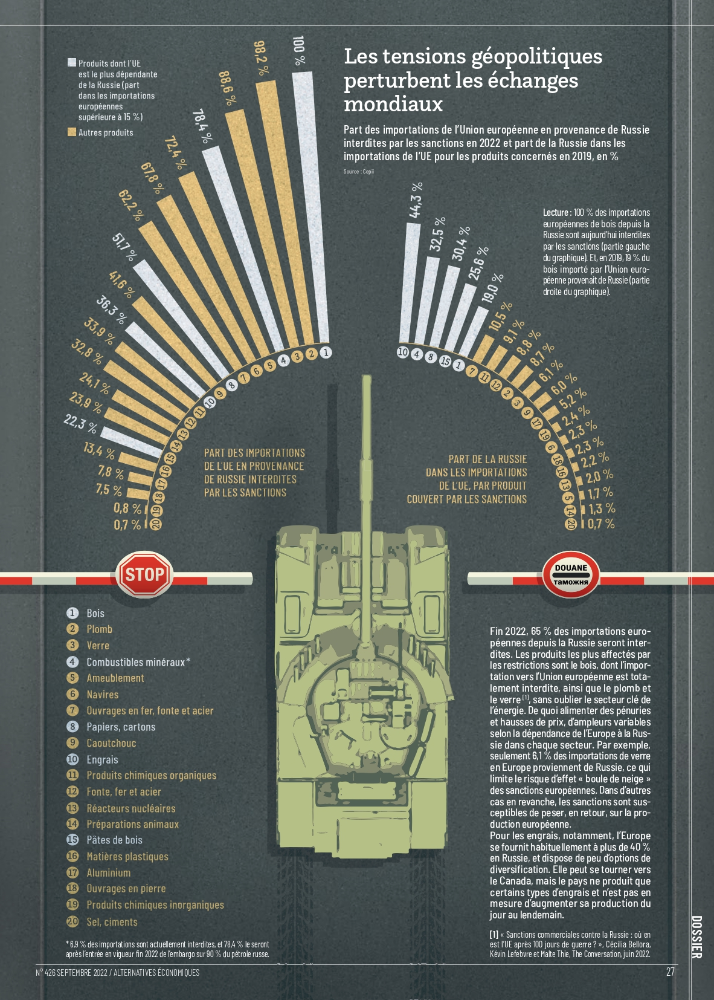 Produits dont l'UE
est le plus dépendante
de la Russie (part
dans les importations
européennes
supérieure à 15 %)
Autres produits
Les tensions géopolitiques
perturbent les échanges
mondiaux
Part des importations de l'Union européenne en provenance de Russie
interdites par les sanctions en 2022 et part de la Russie dans les
importations de l'UE pour les produits concernés en 2019, en %
Source : Cepii
Lecture : 100 % des importations
européennes de bois depuis la
Russie sont aujourd'hui interdites
par les sanctions (partie gauche
du graphique). Et, en 2019, 19 % du
bois importé par l'Union euro-
péenne provenait de Russie (partie
droite du graphique).
100 %
98,2 %
88,6 %
78,4 %
72,4 %
67,8 %
62,2 %
51,7 %
41,6 %
36,3 %
33,9 %
32,8 %
24,1 %
23,9 %
22,3 %
13,4 %
7,8 %
7,5 %
0,8 %
0,7 %
1
2
3
4
5
6
7
8
9
10
11
12
13
14
15
16
17
18
19
20
PART DES IMPORTATIONS
DE L'UE EN PROVENANCE
DE RUSSIE INTERDITES
PAR LES SANCTIONS
44,3 %
32,5 %
30,4 %
25,6 %
19,0 %
10,5 %
9,1 %
8,8 %
8,7 %
6,1 %
6,0 %
5,2 %
2,4 %
2,3 %
2,3 %
2,2 %
2,0 %
1,7 %
1,3 %
0,7 %
10
4
8
15
1
7
11
12
2
3
9
17
19
6
18
16
13
5
14
20
PART DE LA RUSSIE
DANS LES IMPORTATIONS
DE L'UE, PAR PRODUIT
COUVERT PAR LES SANCTIONS
STOP
DOUANE
таможня
1 Bois
2 Plomb
3 Verre
4 Combustibles minéraux*
5 Ameublement
6 Navires
7 Ouvrages en fer, fonte et acier
8 Papiers, cartons
9 Caoutchouc
10 Engrais
11 Produits chimiques organiques
12 Fonte, fer et acier
13 Réacteurs nucléaires
14 Préparations animaux
15 Pâtes de bois
16 Matières plastiques
17 Aluminium
18 Ouvrages en pierre
19 Produits chimiques inorganiques
20 Sel, ciments
* 6,9 % des importations sont actuellement interdites, et 78,4 % le seront
après l'entrée en vigueur fin 2022 de l'embargo sur 90 % du pétrole russe.
Fin 2022, 65 % des importations euro-
péennes depuis la Russie seront inter-
dites. Les produits les plus affectés par
les restrictions sont le bois, dont l'impor-
tation vers l'Union européenne est tota-
lement interdite, ainsi que le plomb et
le verre [1], sans oublier le secteur clé de
l'énergie. De quoi alimenter des pénuries
et hausses de prix, d'ampleurs variables
selon la dépendance de l'Europe à la Rus-
sie dans chaque secteur. Par exemple,
seulement 6,1 % des importations de verre
en Europe proviennent de Russie, ce qui
limite le risque d'effet « boule de neige »
des sanctions européennes. Dans d'autres
cas en revanche, les sanctions sont sus-
ceptibles de peser, en retour, sur la pro-
duction européenne.
Pour les engrais, notamment, l'Europe
se fournit habituellement à plus de 40 %
en Russie, et dispose de peu d'options de
diversification. Elle peut se tourner vers
le Canada, mais le pays ne produit que
certains types d'engrais et n'est pas en
mesure d'augmenter sa production du
jour au lendemain.
[1] « Sanctions commerciales contre la Russie : où en
est l'UE après 100 jours de guerre ? », Cécilia Bellora,
Kévin Lefebvre et Malte Thie, The Conversation, juin 2022.
DOSSIER
N° 426 SEPTEMBRE 2022 / ALTERNATIVES ÉCONOMIQUES
27